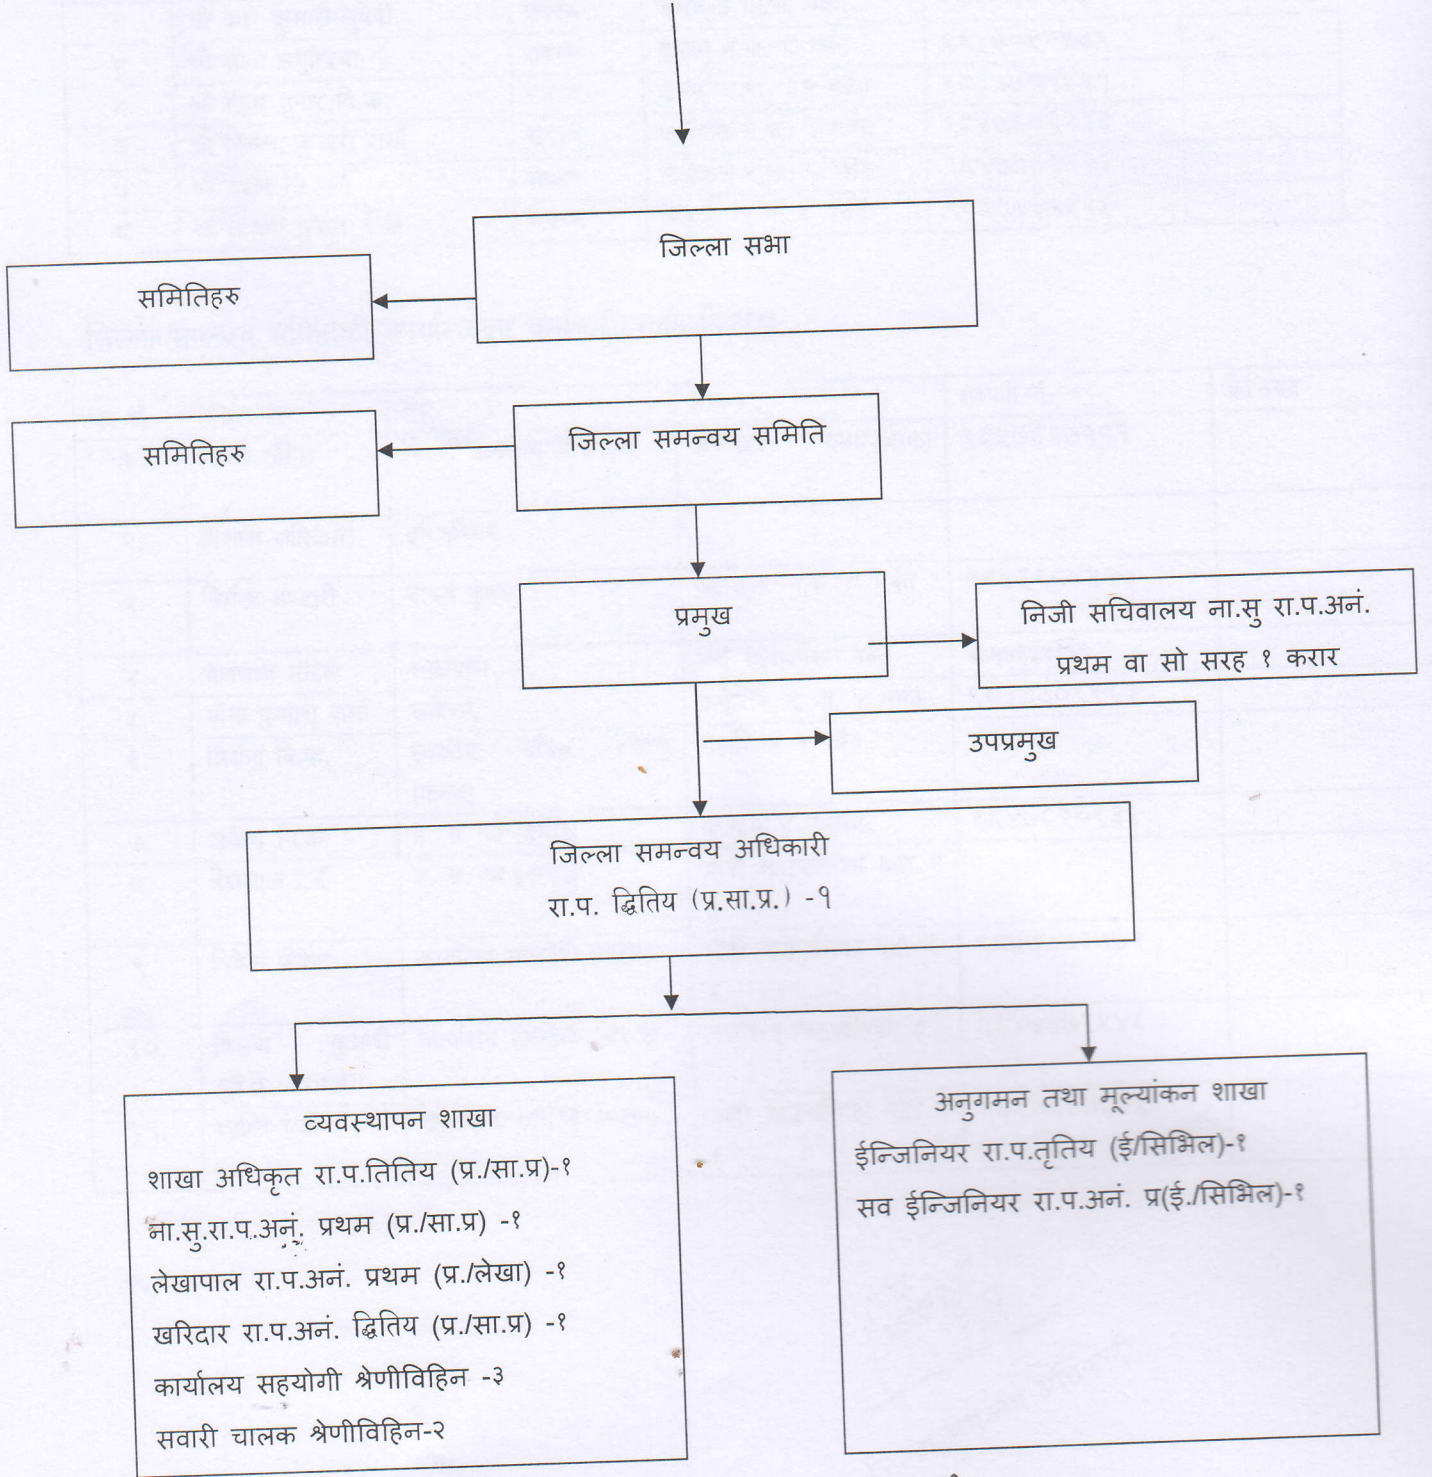 जिल्ला सभा
समितिहरु
जिल्ला समन्वय समिति
समितिहरु
प्रमुख
निजी सचिवालय ना.सु रा.प.अनं.
प्रथम वा सो सरह १ करार
उपप्रमुख
जिल्ला समन्वय अधिकारी
रा.प. द्धितिय (प्र.सा.प्र.) -१
व्यवस्थापन शाखा
शाखा अधिकृत रा.प.तितिय (प्र./सा.प्र)-१
ना.सु.रा.प.अनं. प्रथम (प्र./सा.प्र) -१
लेखापाल रा.प.अनं. प्रथम (प्र./लेखा) -१
खरिदार रा.प.अनं. द्धितिय (प्र./सा.प्र) -१
कार्यालय सहयोगी श्रेणीविहिन -३
सवारी चालक श्रेणीविहिन-२
अनुगमन तथा मूल्यांकन शाखा
ईन्जिनियर रा.प.तृतिय (ई/सिभिल)-१
सव ईन्जिनियर रा.प.अनं. प्र(ई./सिभिल)-१